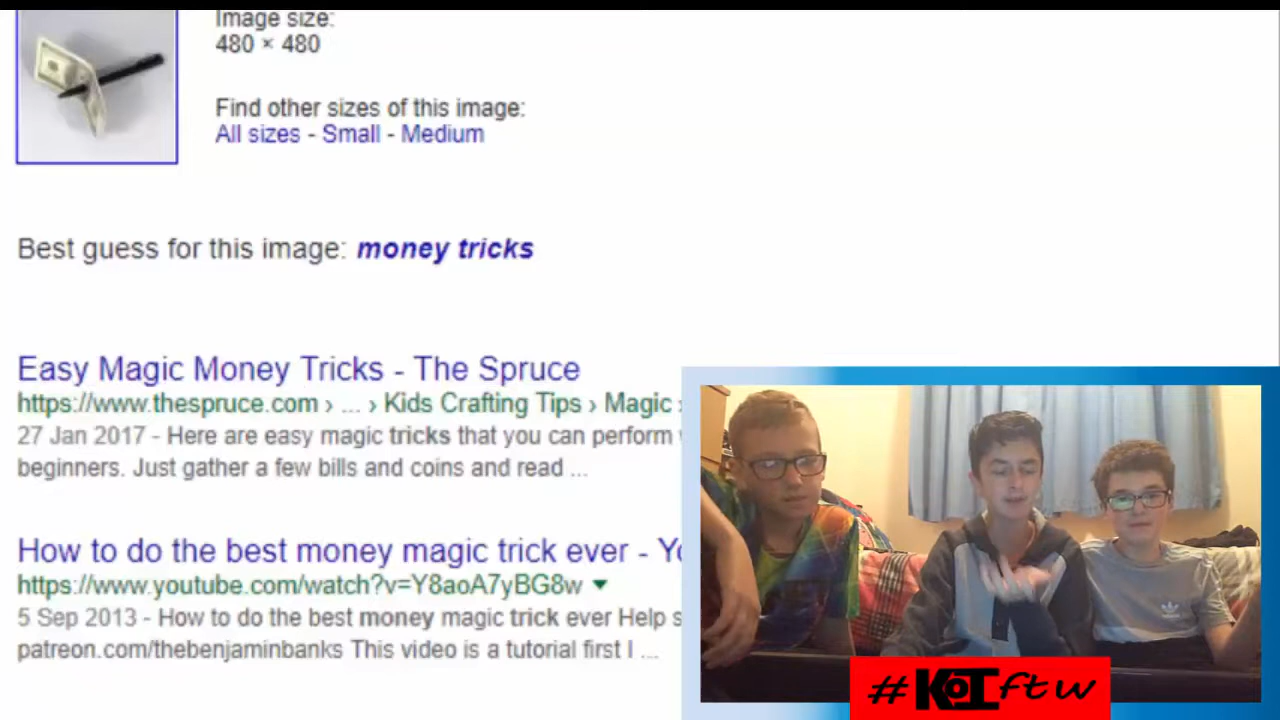 Image size:
480 × 480
Find other sizes of this image:
All sizes - Small - Medium
Best guess for this image: money tricks
Easy Magic Money Tricks - The Spruce
https://www.thespruce.com › ... › Kids Crafting Tips › Magic ›
27 Jan 2017 - Here are easy magic tricks that you can perform
beginners. Just gather a few bills and coins and read ...
How to do the best money magic trick ever -
https://www.youtube.com/watch?v=Y8aoA7yBG8w
5 Sep 2013 - How to do the best money magic trick ever Help
patreon.com/thebenjaminbanks This video is a tutorial first I ...
#KOIftw